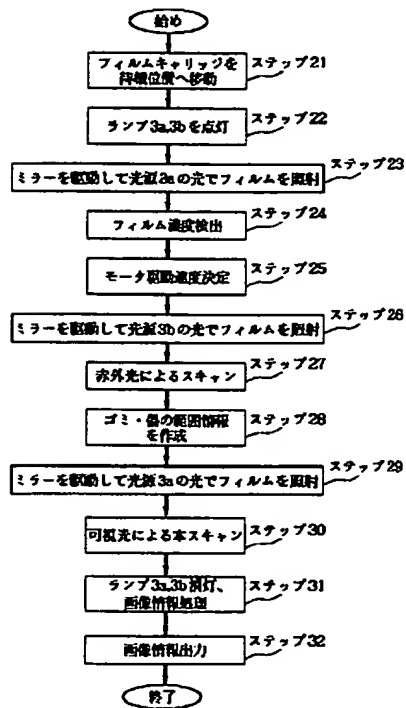 始め
フィルムキャリッジを
待機位置へ移動
ステップ21
ランプ3a,3bを点灯
ステップ22
ミラーを駆動して光源3aの光でフィルムを照射
ステップ23
フィルム濃度検出
ステップ24
モータ駆動速度決定
ステップ25
ミラーを駆動して光源3bの光でフィルムを照射
ステップ26
赤外光によるスキャン
ステップ27
ゴミ・傷の範囲情報
を作成
ステップ28
ミラーを駆動して光源3aの光でフィルムを照射
ステップ29
可視光による本スキャン
ステップ30
ランプ3a,3b消灯、
画像情報処理
ステップ31
画像情報出力
ステップ32
終了